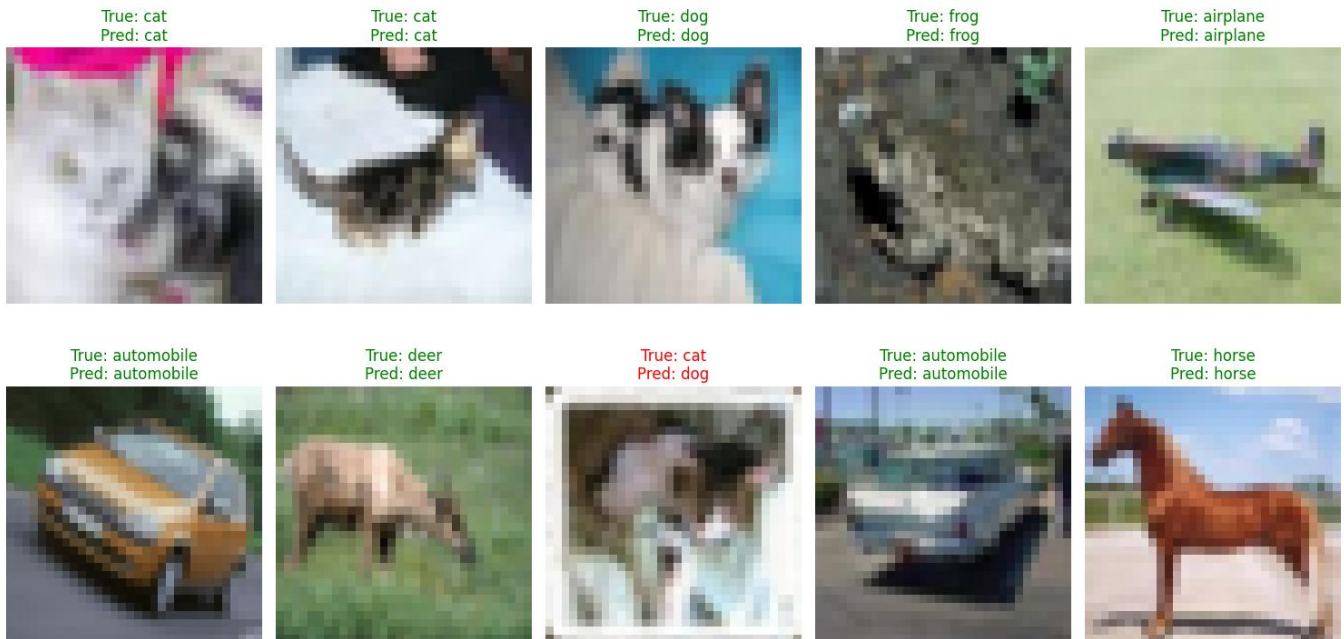 True: cat
Pred: cat
True: cat
Pred: cat
True: dog
Pred: dog
True: frog
Pred: frog
True: airplane
Pred: airplane
True: automobile
Pred: automobile
True: deer
Pred: deer
True: cat
Pred: dog
True: automobile
Pred: automobile
True: horse
Pred: horse